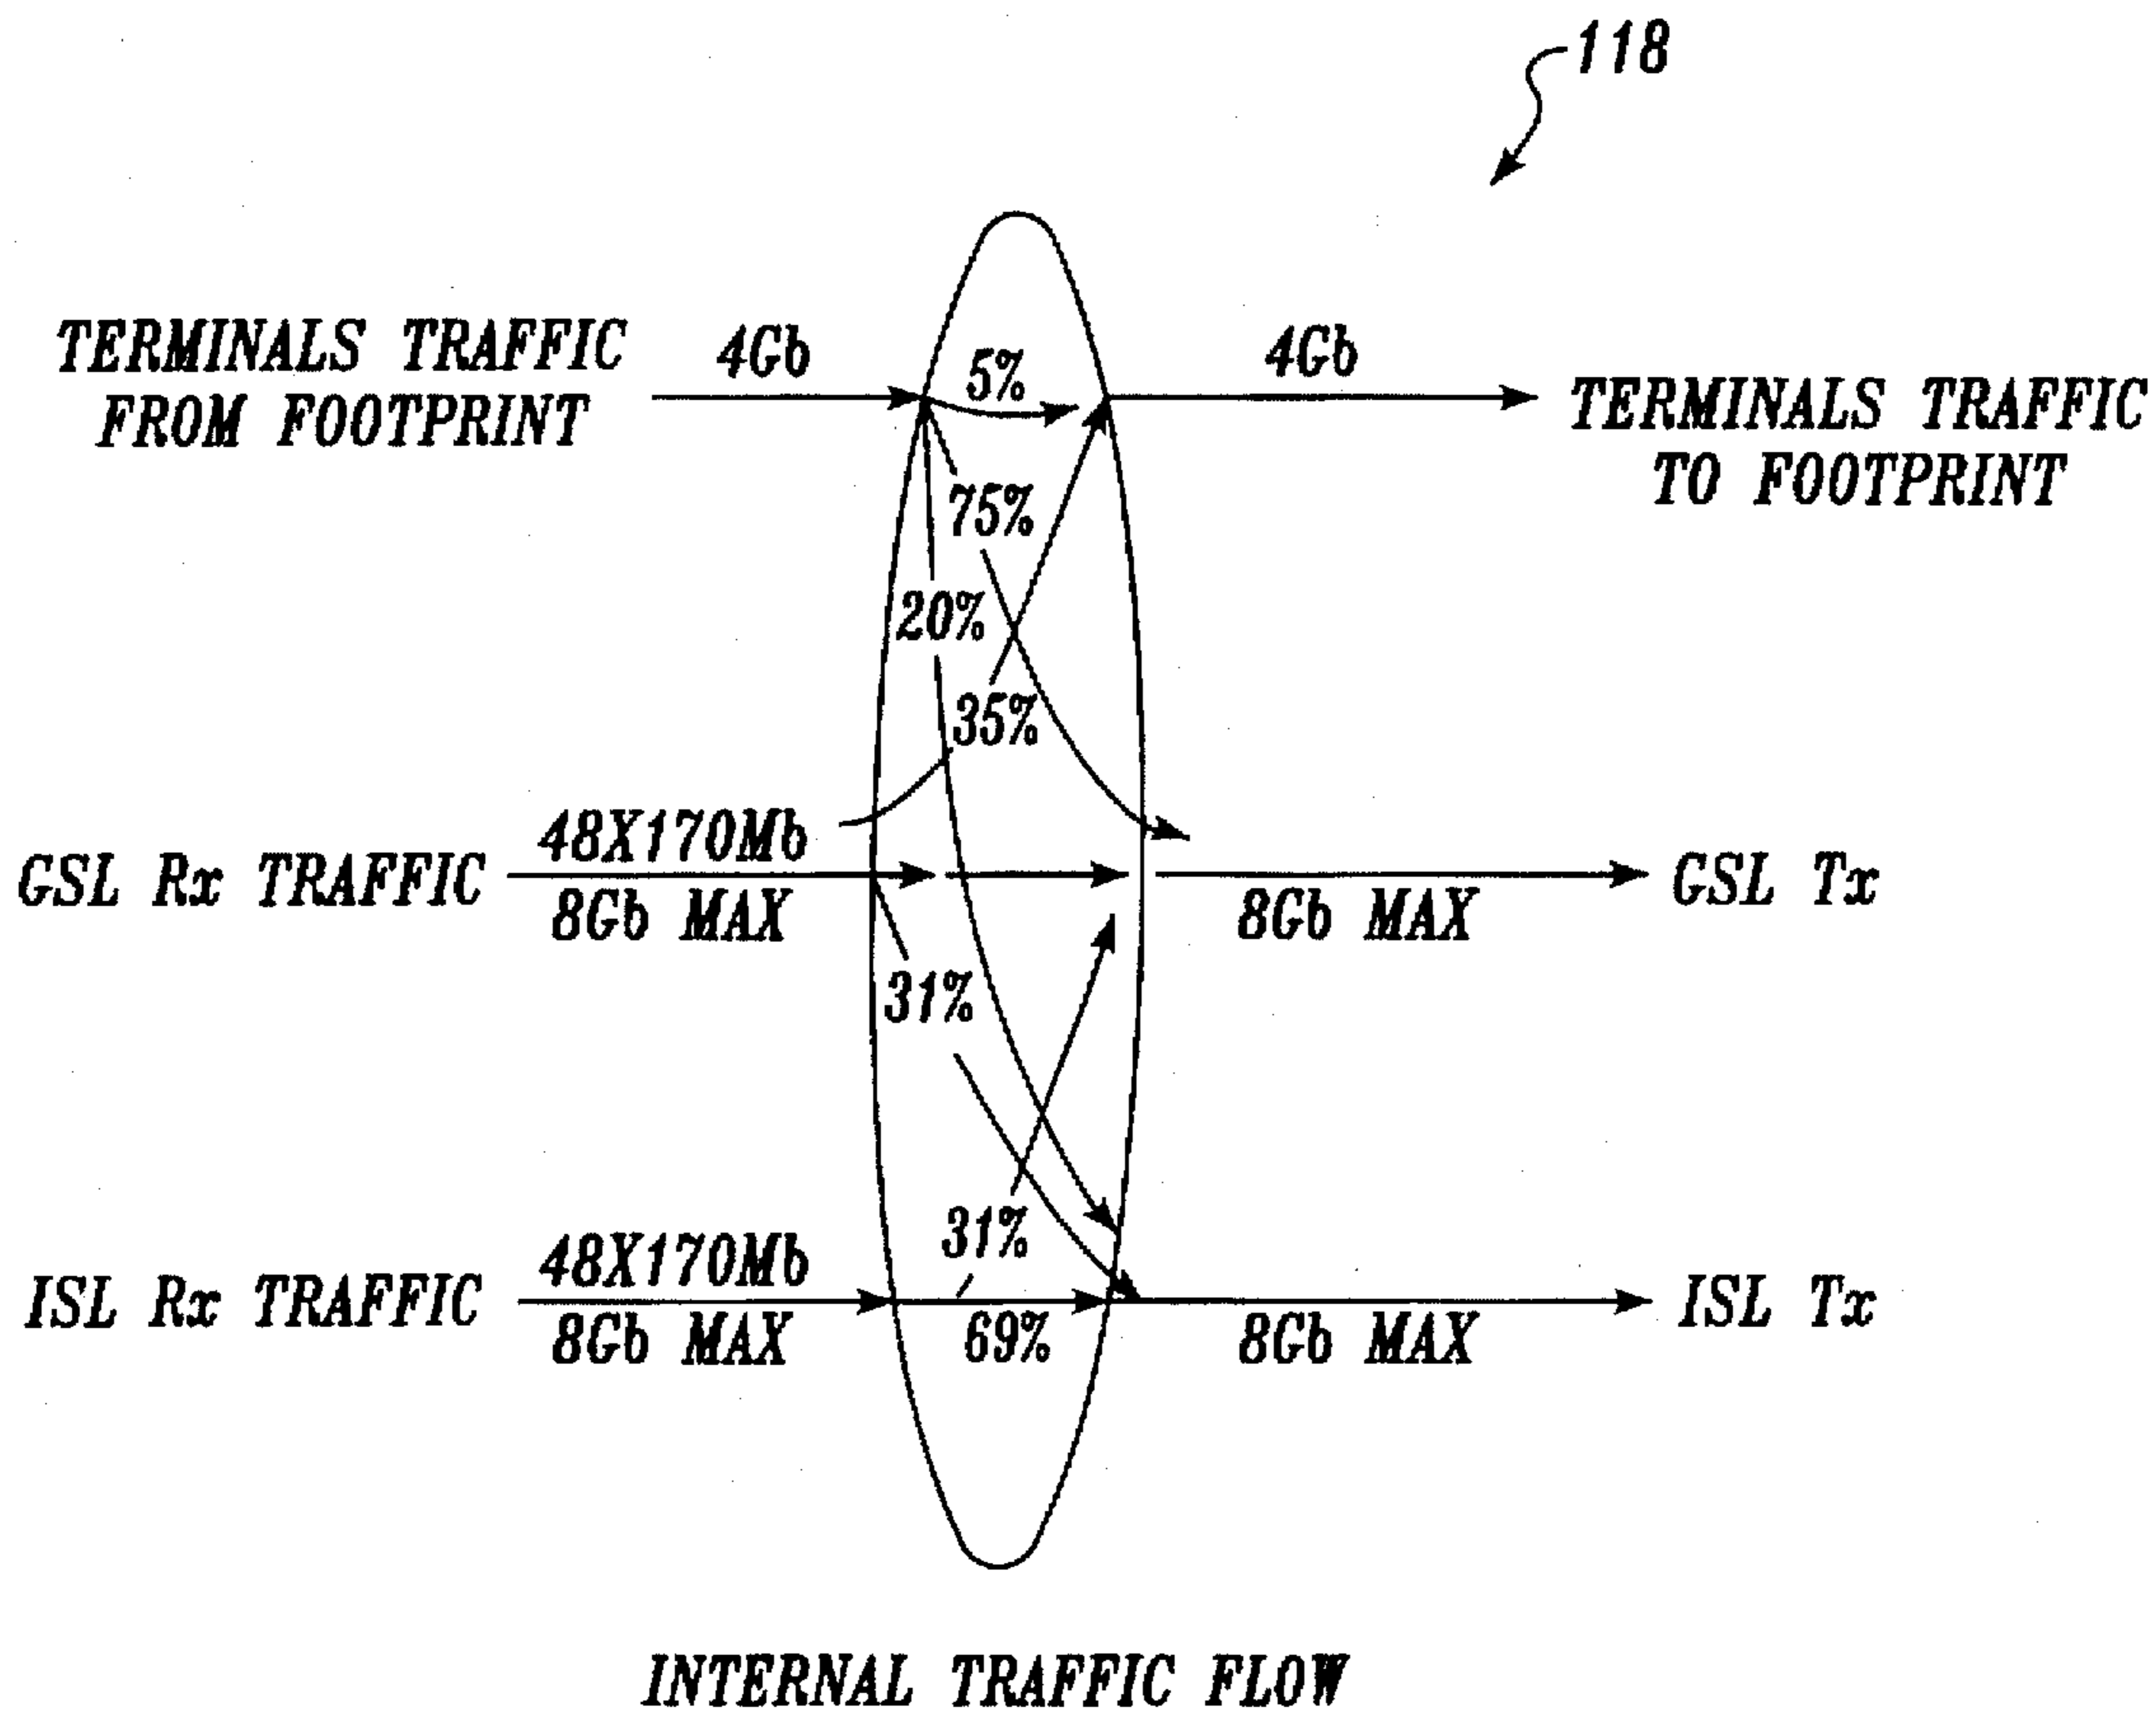 118
TERMINALS TRAFFIC
FROM FOOTPRINT
4Gb
5%
4Gb
TERMINALS TRAFFIC
TO FOOTPRINT
75%
20%
35%
GSL Rx TRAFFIC
48X170Mb
8Gb MAX
8Gb MAX
GSL Tx
31%
31%
ISL Rx TRAFFIC
48X170Mb
8Gb MAX
69%
8Gb MAX
ISL Tx
INTERNAL TRAFFIC FLOW